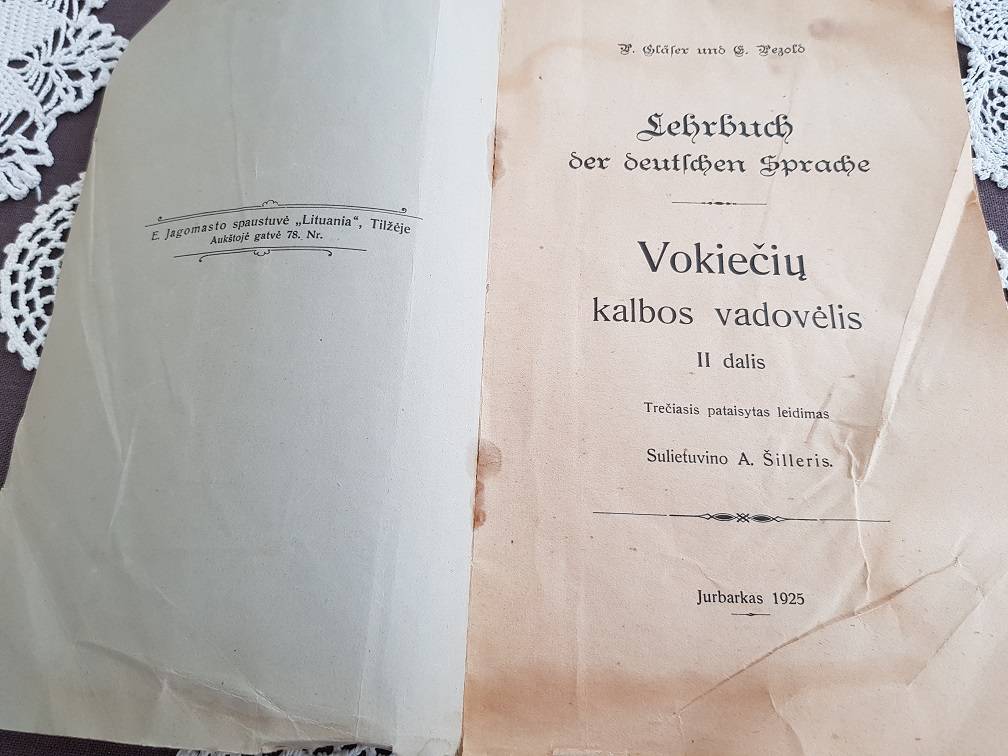 E. Jagomasto spaustuvė „Lituania“, Tilžėje
Aukštojė gatvė 78. Nr.
P. Gläſer und E. Pezold
Lehrbuch
der deutſchen Sprache
Vokiečių
kalbos vadovėlis
II dalis
Trečiasis pataisytas leidimas
Sulietuvino A. Šilleris.
Jurbarkas 1925